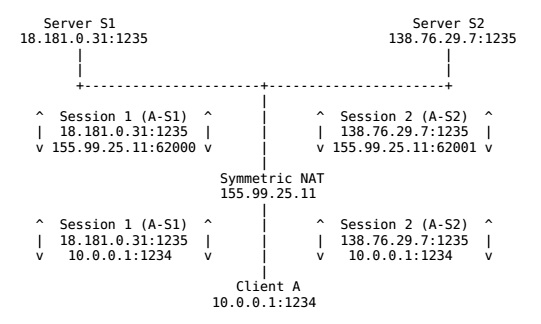 Server S1                                     Server S2
18.181.0.31:1235                              138.76.29.7:1235
       |                                             |
       |                                             |
       +----------------------+----------------------+
                              |
  ^  Session 1 (A-S1)  ^      |      ^  Session 2 (A-S2)  ^
  |  18.181.0.31:1235  |      |      |  138.76.29.7:1235  |
  v 155.99.25.11:62000 v      |      v 155.99.25.11:62001 v
                              |
                        Symmetric NAT
                        155.99.25.11
                              |
  ^  Session 1 (A-S1)  ^      |      ^  Session 2 (A-S2)  ^
  |  18.181.0.31:1235  |      |      |  138.76.29.7:1235  |
  v   10.0.0.1:1234    v      |      v   10.0.0.1:1234    v
                              |
                          Client A
                       10.0.0.1:1234